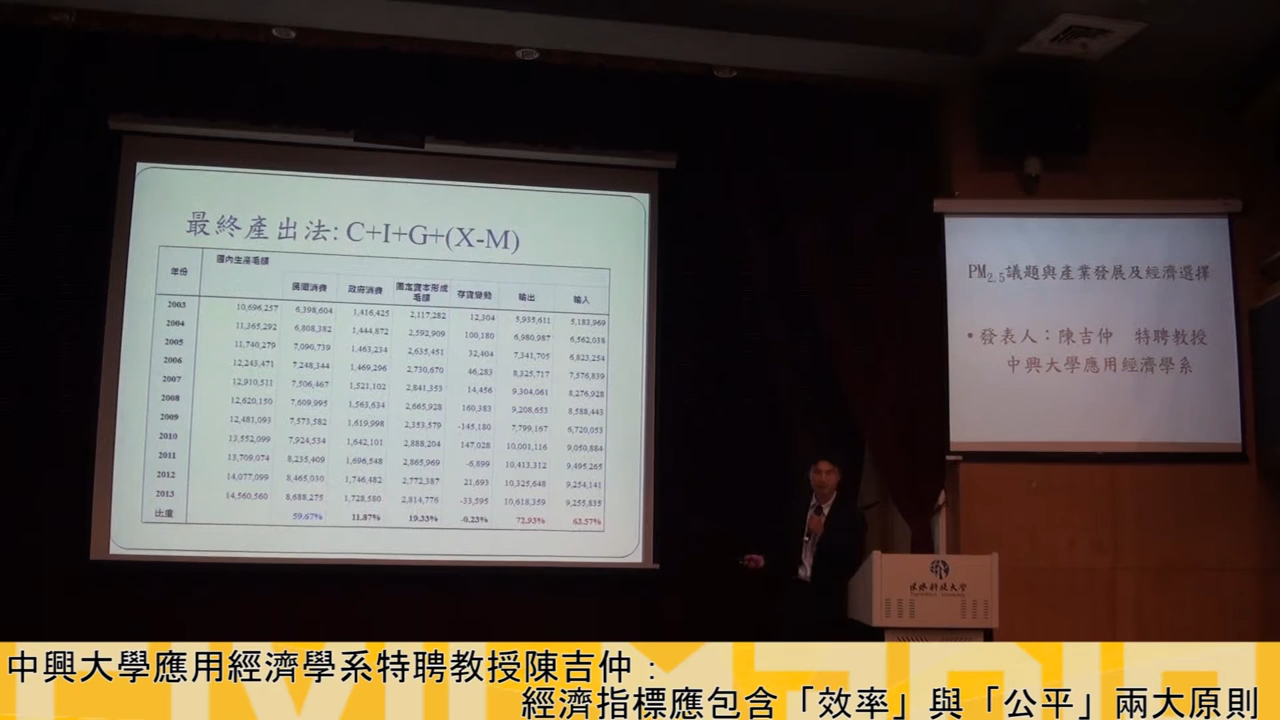 最終產出法: C+I+G+(X-M)
年份 國內生產毛額 民間消費 政府消費 固定資本形成毛額 存貨變動 輸出 輸入
2003 10,696,257 6,398,604 1,416,425 2,117,282 12,304 5,935,611 5,183,969
2004 11,365,292 6,808,382 1,444,872 2,592,909 100,180 6,980,987 6,562,038
2005 11,740,279 7,090,739 1,463,234 2,635,451 32,404 7,341,705 6,823,254
2006 12,243,471 7,248,344 1,469,296 2,730,670 46,283 8,325,717 7,576,839
2007 12,910,511 7,506,467 1,521,102 2,841,353 14,456 9,304,061 8,276,928
2008 12,620,150 7,609,995 1,563,634 2,665,928 160,383 9,208,653 8,588,443
2009 12,481,093 7,573,582 1,619,998 2,353,579 -145,180 7,799,167 6,720,053
2010 13,552,099 7,924,534 1,642,101 2,888,204 147,028 10,001,116 9,050,884
2011 13,709,074 8,235,409 1,696,548 2,865,969 -6,899 10,413,312 9,495,265
2012 14,077,099 8,465,030 1,746,482 2,772,387 21,693 10,325,648 9,254,141
2013 14,560,560 8,688,275 1,728,580 2,814,776 -33,595 10,618,359 9,255,835
比重 59.67% 11.87% 19.33% -0.23% 72.93% 63.57%
PM2.5議題與產業發展及經濟選擇
• 發表人：陳吉仲 特聘教授
中興大學應用經濟學系
科技大學
中興大學應用經濟學系特聘教授陳吉仲：
經濟指標應包含「效率」與「公平」兩大原則